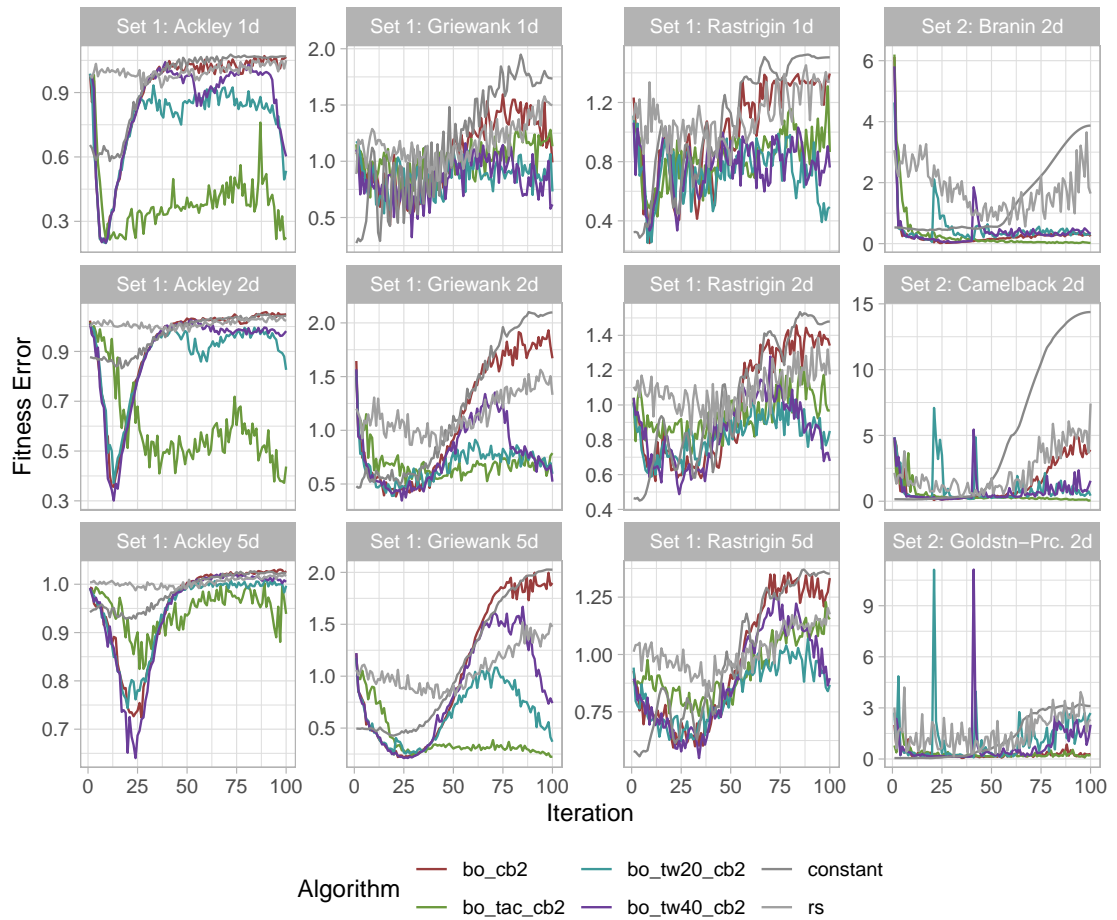 Set 1: Ackley 1d
Set 1: Griewank 1d
Set 1: Rastrigin 1d
Set 2: Branin 2d
0.9
0.6
0.3
2.0
1.5
1.0
0.5
1.2
0.8
0.4
6
4
2
0
Set 1: Ackley 2d
Set 1: Griewank 2d
Set 1: Rastrigin 2d
Set 2: Camelback 2d
0.9
0.7
0.5
0.3
2.0
1.5
1.0
0.5
1.4
1.2
1.0
0.8
0.6
0.4
15
10
5
0
Set 1: Ackley 5d
Set 1: Griewank 5d
Set 1: Rastrigin 5d
Set 2: Goldstn−Prc. 2d
1.0
0.9
0.8
0.7
2.0
1.5
1.0
0.5
1.25
1.00
0.75
9
6
3
0
0 25 50 75 100
0 25 50 75 100
0 25 50 75 100
0 25 50 75 100
Fitness Error
Iteration
Algorithm
bo_cb2
bo_tw20_cb2
constant
bo_tac_cb2
bo_tw40_cb2
rs